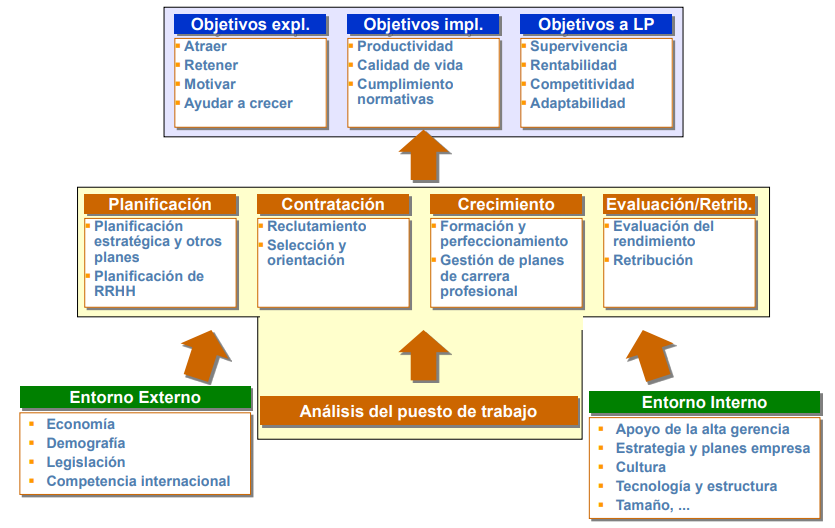 Objetivos expl.
Atraer
Retener
Motivar
Ayudar a crecer
Objetivos impl.
Productividad
Calidad de vida
Cumplimiento
normativas
Objetivos a LP
Supervivencia
Rentabilidad
Competitividad
Adaptabilidad
Planificación
Planificación
estratégica y otros
planes
Planificación de
RRHH
Contratación
Reclutamiento
Selección y
orientación
Crecimiento
Formación y
perfeccionamiento
Gestión de planes
de carrera
profesional
Evaluación/Retrib.
Evaluación del
rendimiento
Retribución
Entorno Externo
Economía
Demografía
Legislación
Competencia internacional
Análisis del puesto de trabajo
Entorno Interno
Apoyo de la alta gerencia
Estrategia y planes empresa
Cultura
Tecnología y estructura
Tamaño, ...